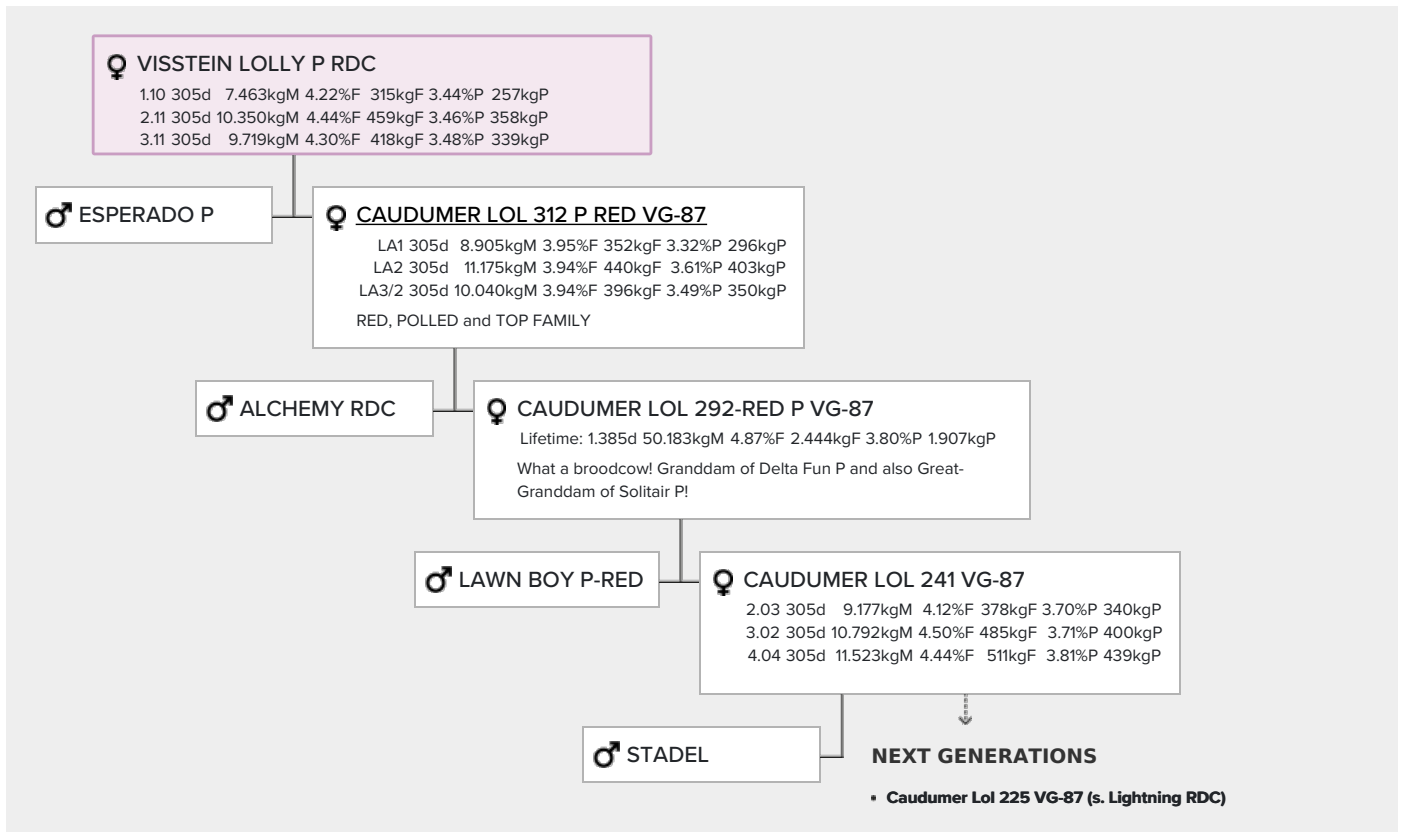 VISSTEIN LOLLY P RDC
1.10 305d 7.463kgM 4.22%F 315kgF 3.44%P 257kgP
2.11 305d 10.350kgM 4.44%F 459kgF 3.46%P 358kgP
3.11 305d 9.719kgM 4.30%F 418kgF 3.48%P 339kgP
ESPERADO P
CAUDUMER LOL 312 P RED VG-87
LA1 305d 8.905kgM 3.95%F 352kgF 3.32%P 296kgP
LA2 305d 11.175kgM 3.94%F 440kgF 3.61%P 403kgP
LA3/2 305d 10.040kgM 3.94%F 396kgF 3.49%P 350kgP
RED, POLLED and TOP FAMILY
ALCHEMY RDC
CAUDUMER LOL 292-RED P VG-87
Lifetime: 1.385d 50.183kgM 4.87%F 2.444kgF 3.80%P 1.907kgP
What a broodcow! Granddam of Delta Fun P and also Great-
Granddam of Solitair P!
LAWN BOY P-RED
CAUDUMER LOL 241 VG-87
2.03 305d 9.177kgM 4.12%F 378kgF 3.70%P 340kgP
3.02 305d 10.792kgM 4.50%F 485kgF 3.71%P 400kgP
4.04 305d 11.523kgM 4.44%F 511kgF 3.81%P 439kgP
STADEL
NEXT GENERATIONS
• Caudumer Lol 225 VG-87 (s. Lightning RDC)